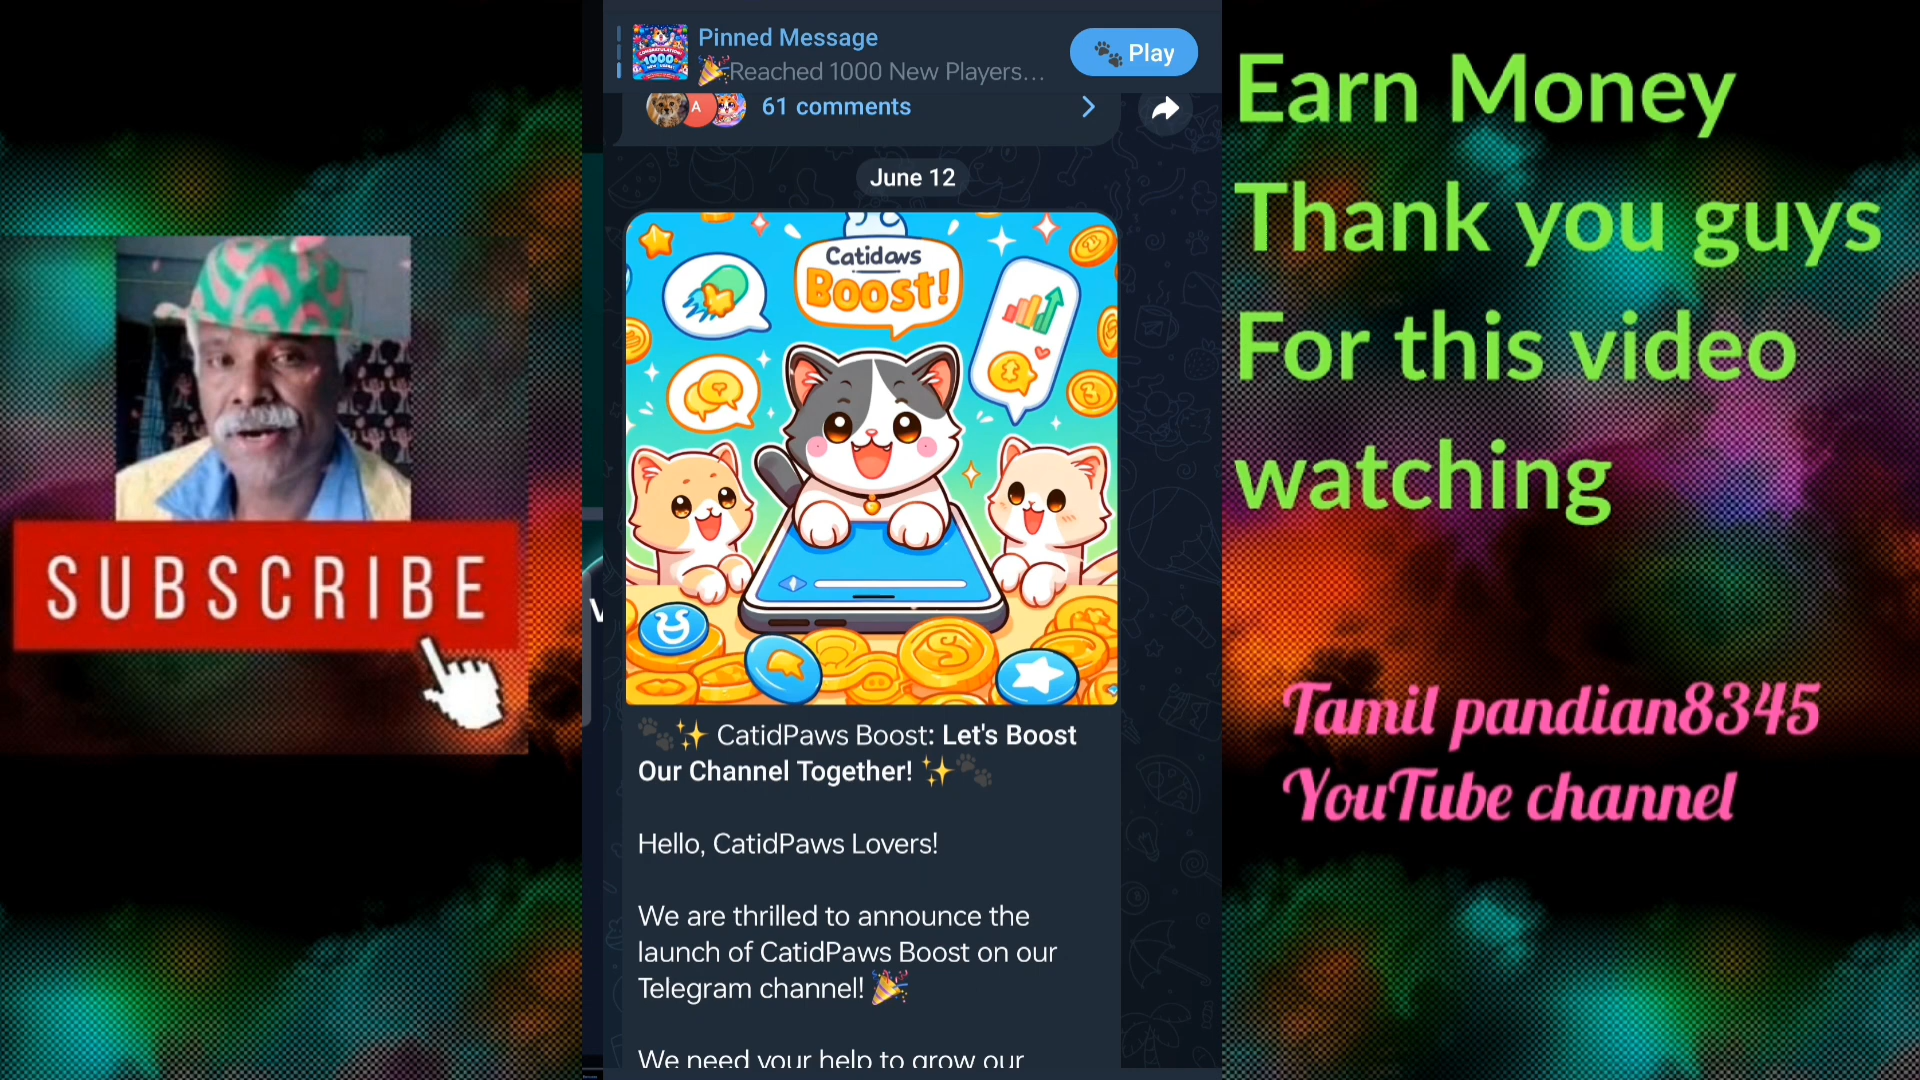 SUBSCRIBE
Pinned Message
🎉Reached 1000 New Players…
Play
A
61 comments
June 12
Catidaws
Boost!
🐾✨ CatidPaws Boost: Let's Boost
Our Channel Together! ✨🐾
Hello, CatidPaws Lovers!
We are thrilled to announce the
launch of CatidPaws Boost on our
Telegram channel! 🎉
We need your help to grow our
Earn Money
Thank you guys
For this video
watching
Tamil pandian8345
YouTube channel